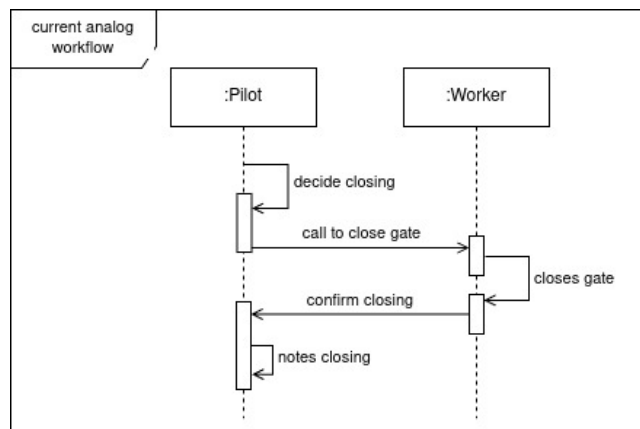 current analog
workflow
:Pilot
:Worker
decide closing
call to close gate
closes gate
confirm closing
notes closing